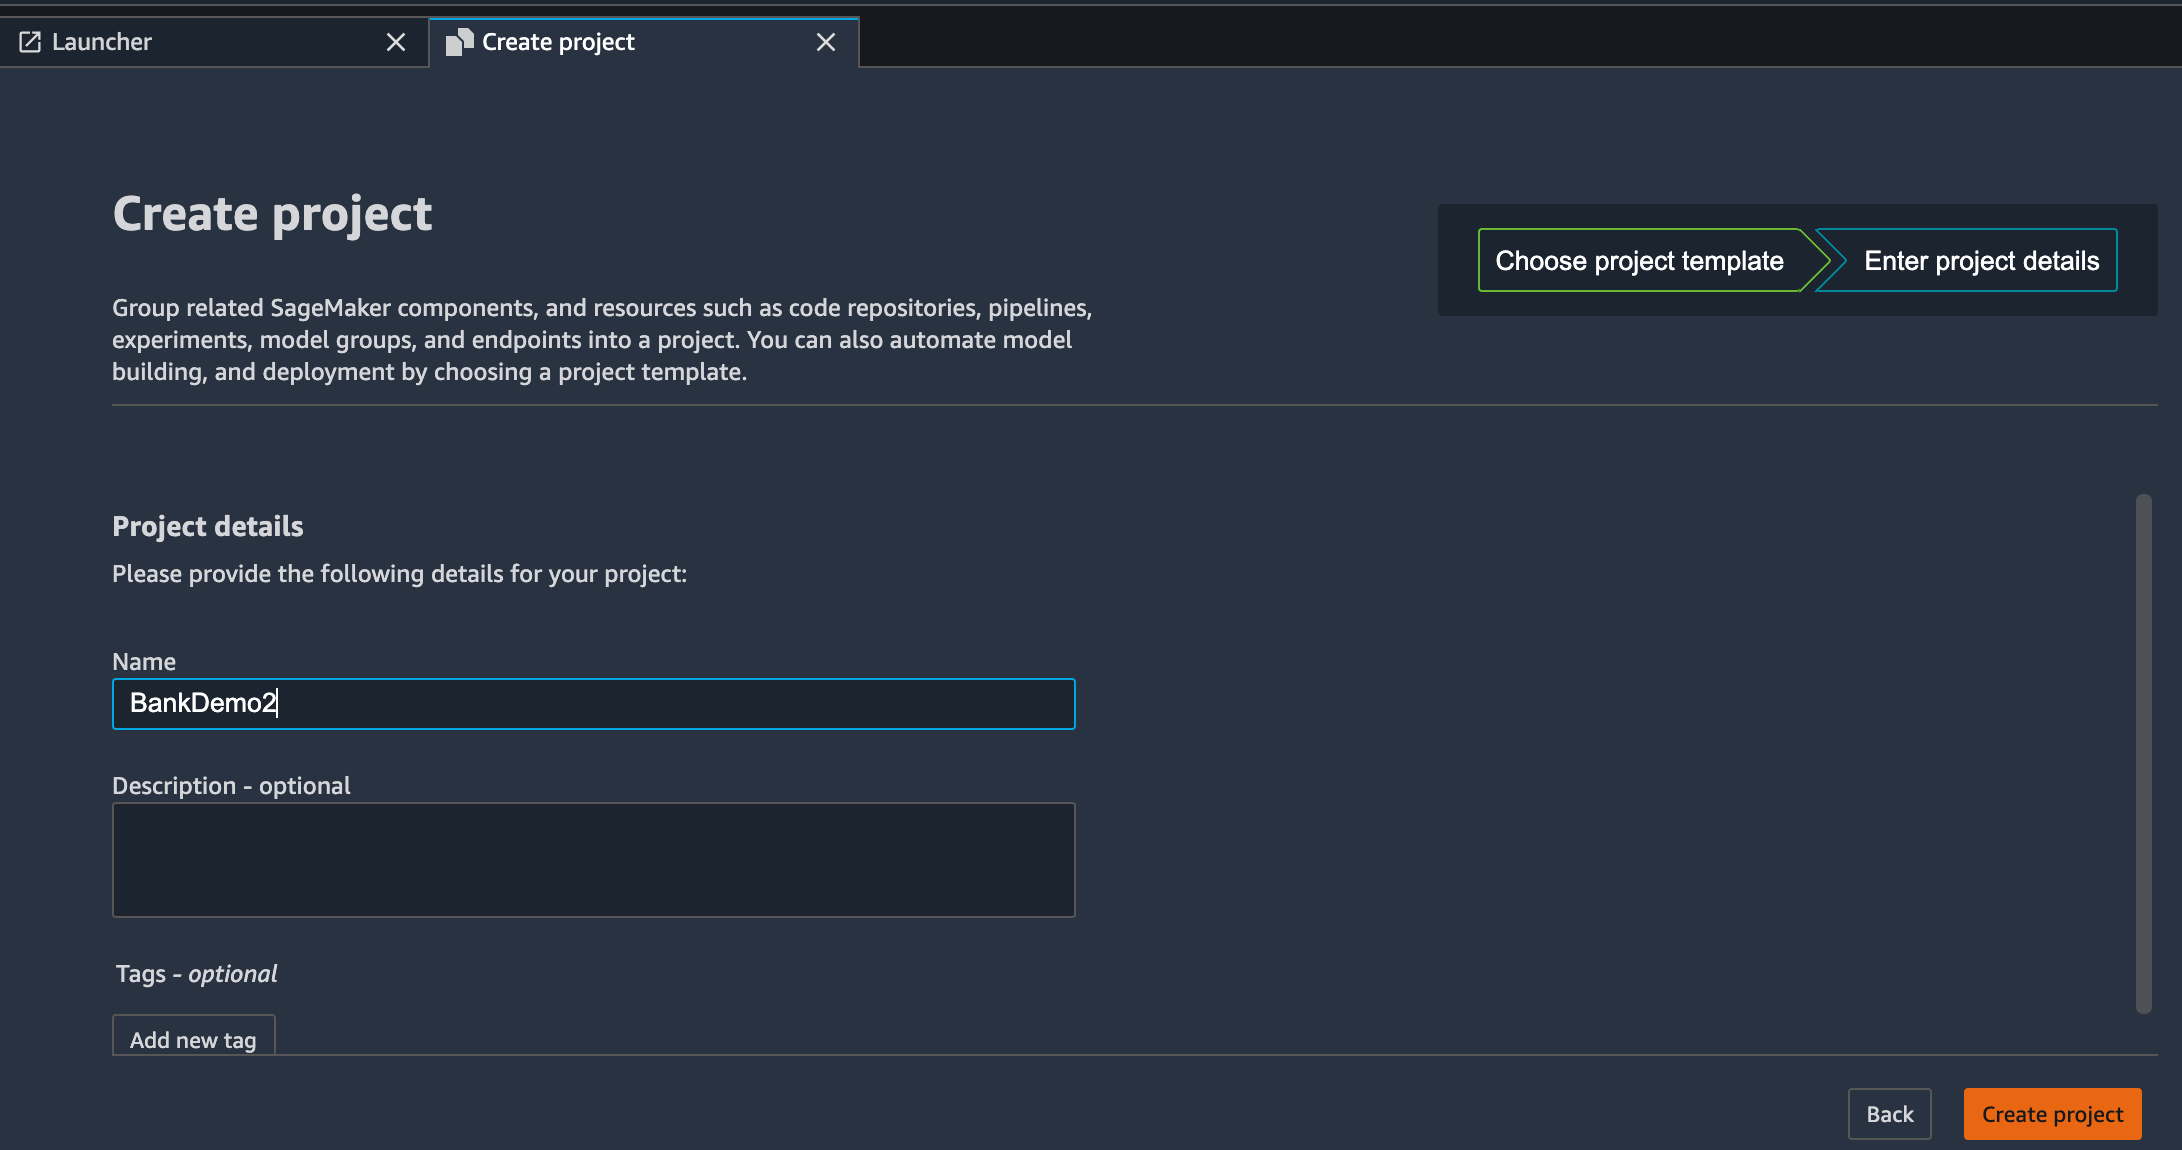 Launcher
Create project
Create project
Choose project template
Enter project details
Group related SageMaker components, and resources such as code repositories, pipelines,
experiments, model groups, and endpoints into a project. You can also automate model
building, and deployment by choosing a project template.
Project details
Please provide the following details for your project:
Name
BankDemo2
Description - optional
Tags - optional
Add new tag
Back
Create project